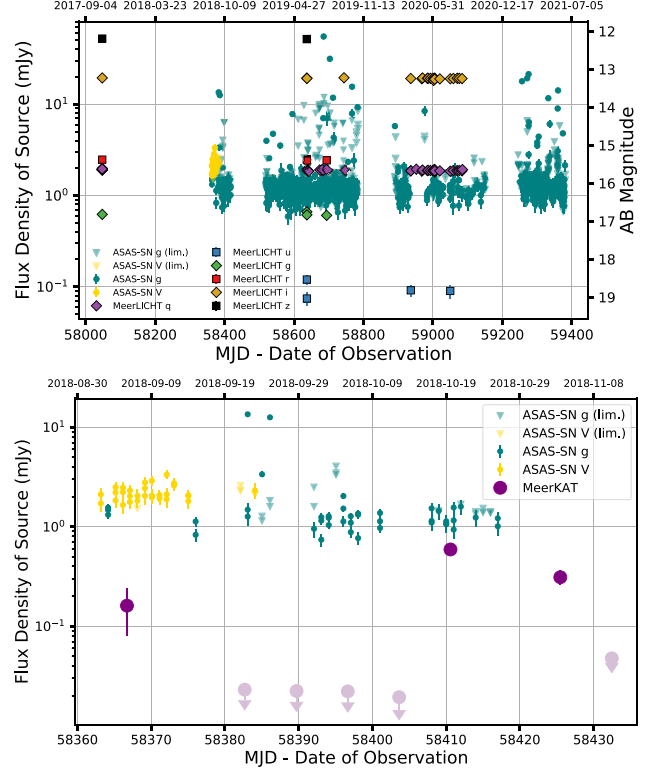 2017-09-04 2018-03-23 2018-10-09 2019-04-27 2019-11-13 2020-05-31 2020-12-17 2021-07-05
Flux Density of Source (mJy)
10¹
10⁰
10⁻¹
12
13
14
15
16
17
18
19
AB Magnitude
ASAS-SN g (lim.)
ASAS-SN V (lim.)
ASAS-SN g
ASAS-SN V
MeerLICHT q
MeerLICHT u
MeerLICHT g
MeerLICHT r
MeerLICHT i
MeerLICHT z
58000 58200 58400 58600 58800 59000 59200 59400
MJD - Date of Observation
2018-08-30 2018-09-09 2018-09-19 2018-09-29 2018-10-09 2018-10-19 2018-10-29 2018-11-08
Flux Density of Source (mJy)
10¹
10⁰
10⁻¹
ASAS-SN g (lim.)
ASAS-SN V (lim.)
ASAS-SN g
ASAS-SN V
MeerKAT
58360 58370 58380 58390 58400 58410 58420 58430
MJD - Date of Observation